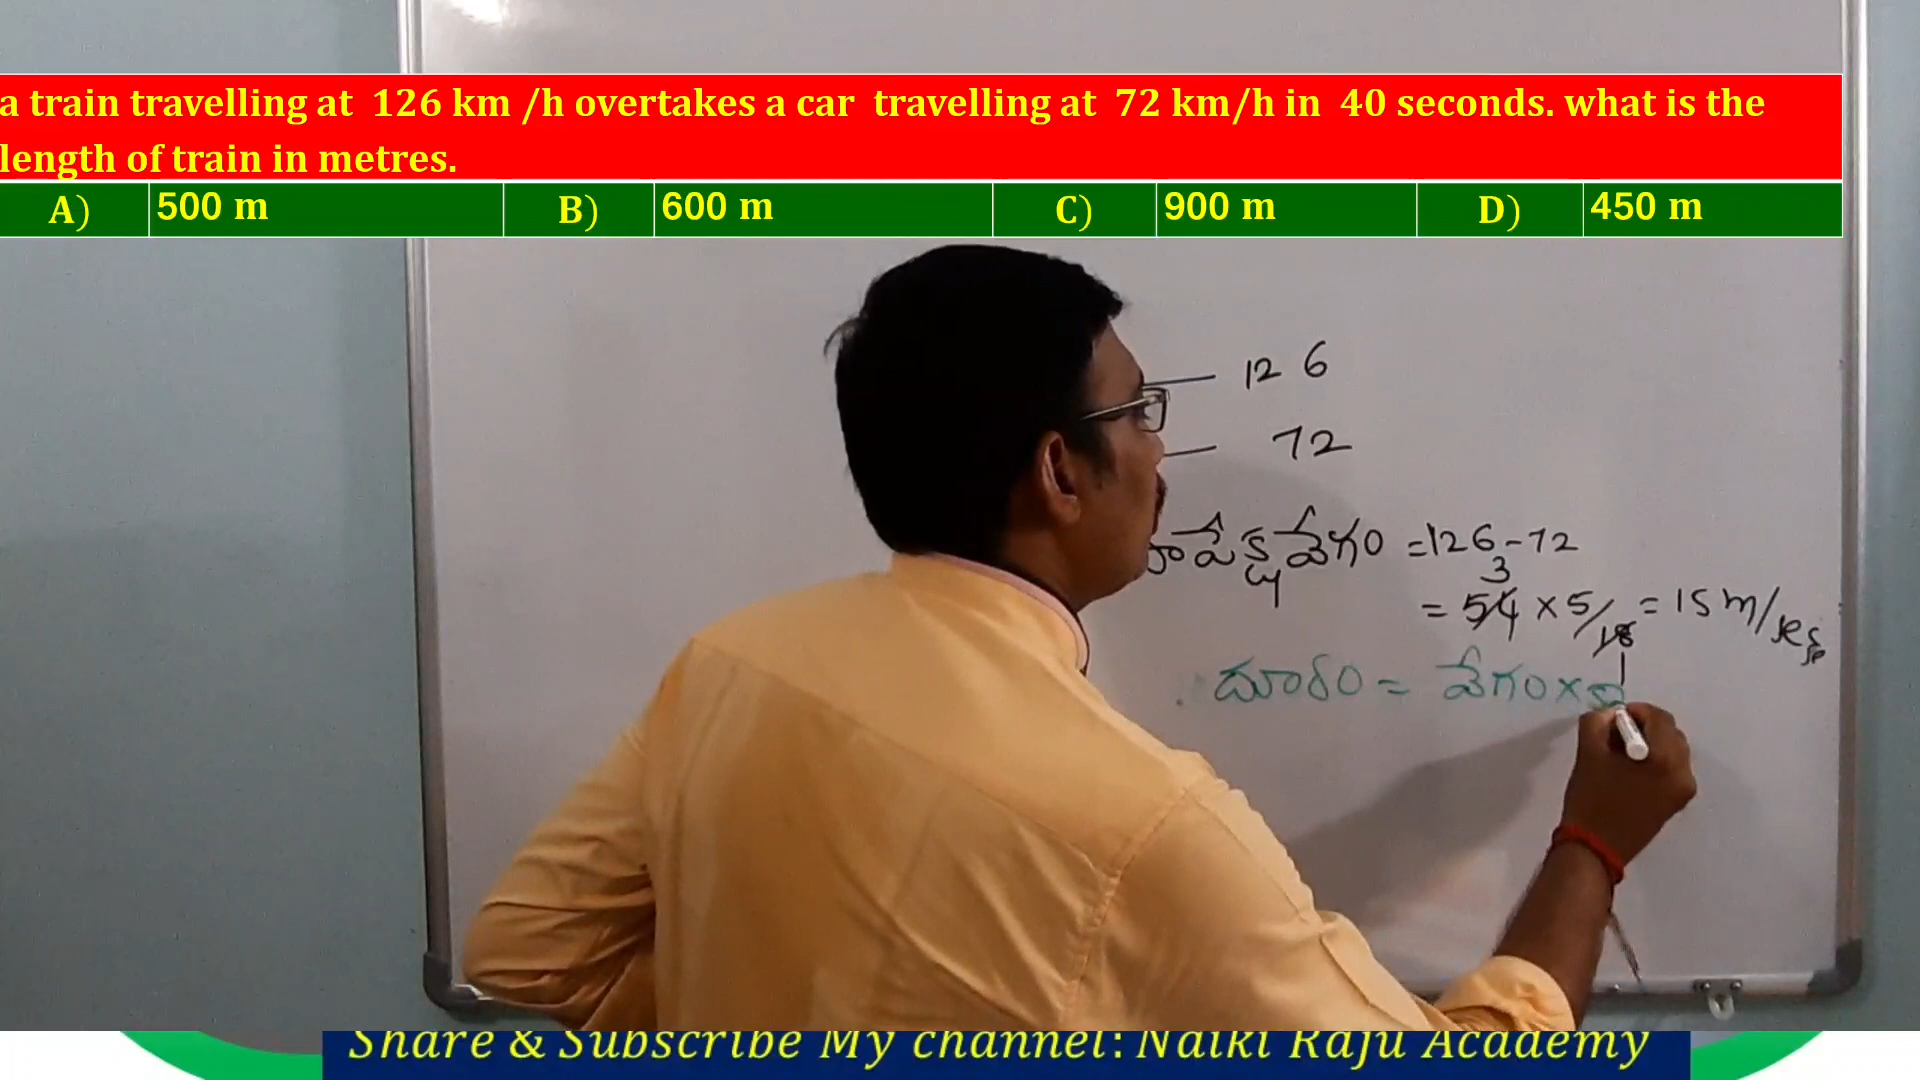 a train travelling at 126 km /h overtakes a car travelling at 72 km/h in 40 seconds. what is the
length of train in metres.
A) 500 m B) 600 m C) 900 m D) 450 m
126
72
వేగం =126-72
3
= 54 × 5/18 = 15 m/sec
1
దూరం = వేగం ×
Share & Subscribe My channel: Naiki Raju Academy